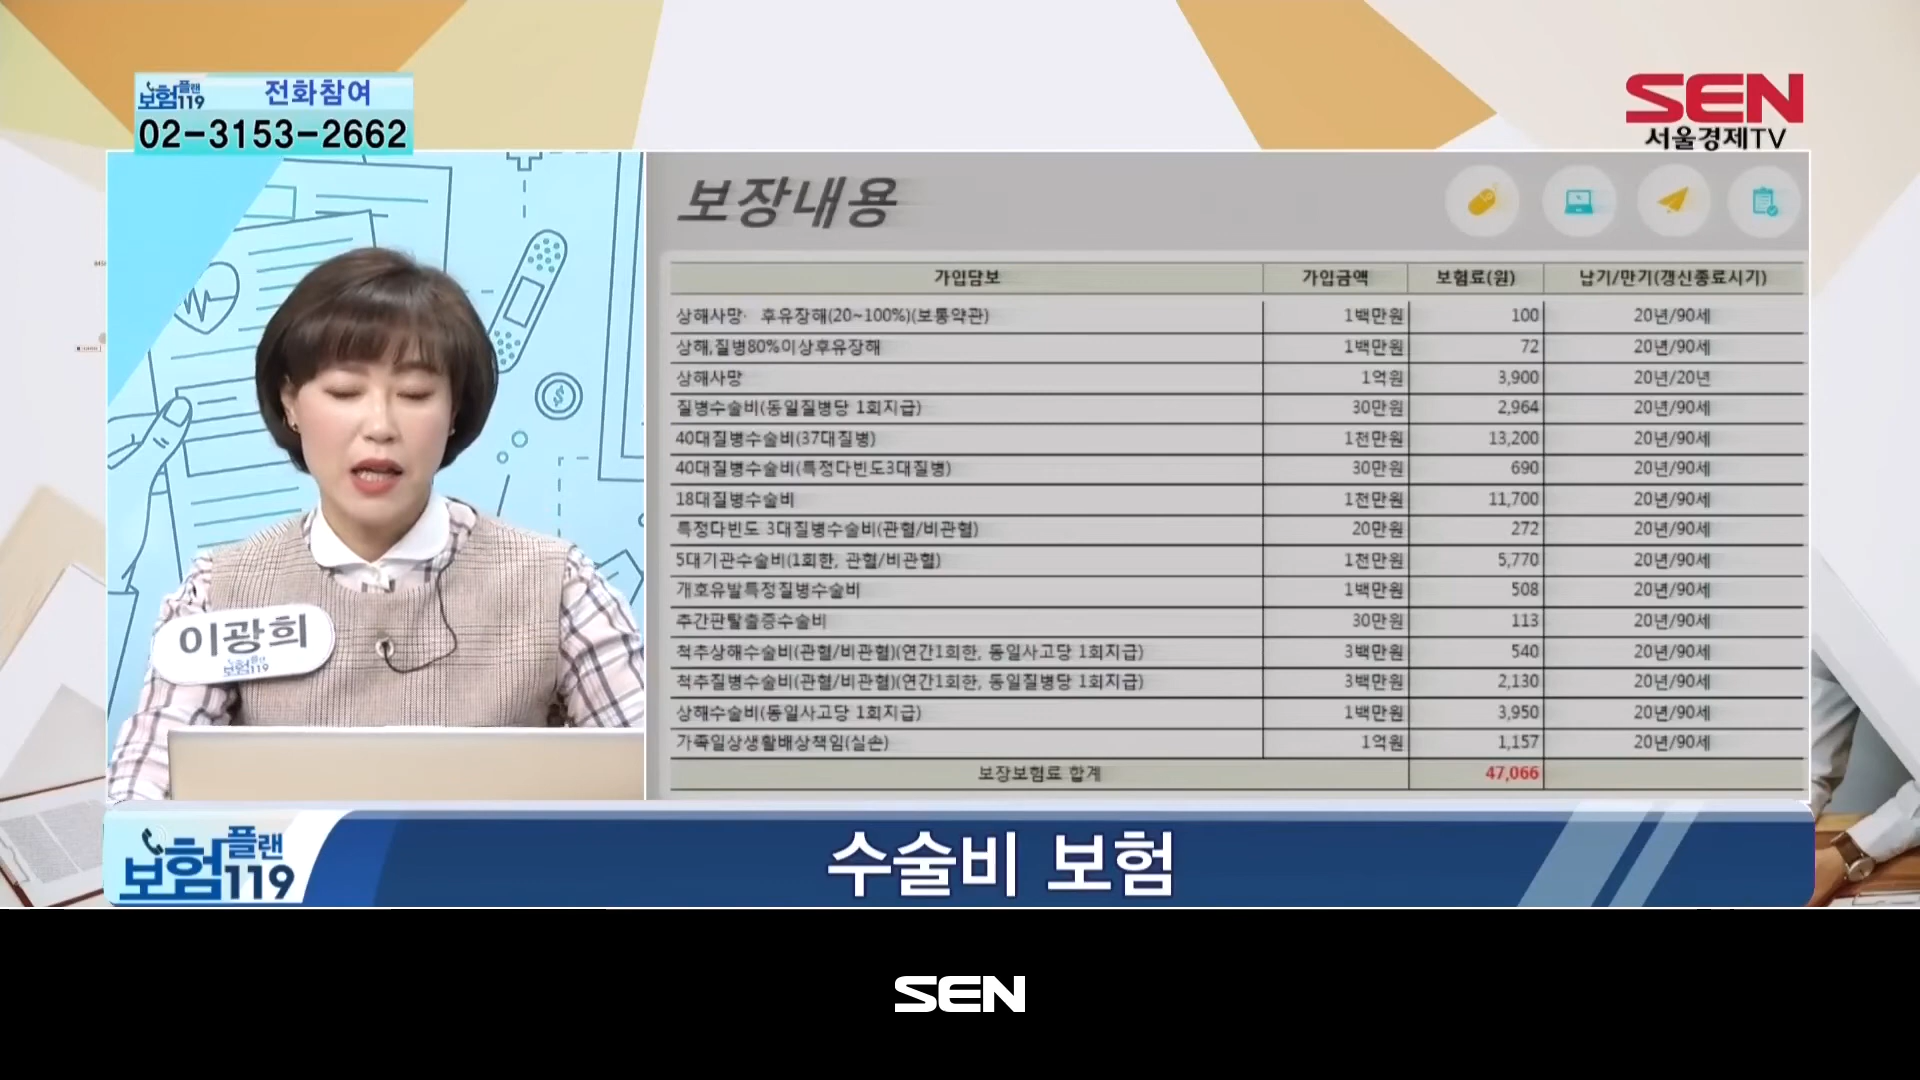 보험플랜119 전화참여
02-3153-2662
SEN
서울경제TV
보장내용
가입담보 가입금액 보험료(원) 납기/만기(갱신종료시기)
상해사망· 후유장해(20~100%)(보통약관) 1백만원 100 20년/90세
상해,질병80%이상후유장해 1백만원 72 20년/90세
상해사망 1억원 3,900 20년/20년
질병수술비(동일질병당 1회지급) 30만원 2,964 20년/90세
40대질병수술비(37대질병) 1천만원 13,200 20년/90세
40대질병수술비(특정다빈도3대질병) 30만원 690 20년/90세
18대질병수술비 1천만원 11,700 20년/90세
특정다빈도 3대질병수술비(관혈/비관혈) 20만원 272 20년/90세
5대기관수술비(1회한, 관혈/비관혈) 1천만원 5,770 20년/90세
개호유발특정질병수술비 1백만원 508 20년/90세
추간판탈출증수술비 30만원 113 20년/90세
척추상해수술비(관혈/비관혈)(연간1회한, 동일사고당 1회지급) 3백만원 540 20년/90세
척추질병수술비(관혈/비관혈)(연간1회한, 동일질병당 1회지급) 3백만원 2,130 20년/90세
상해수술비(동일사고당 1회지급) 1백만원 3,950 20년/90세
가족일상생활배상책임(실손) 1억원 1,157 20년/90세
보장보험료 합계 47,066
이광희
보험플랜119
보험플랜119
수술비 보험
SEN